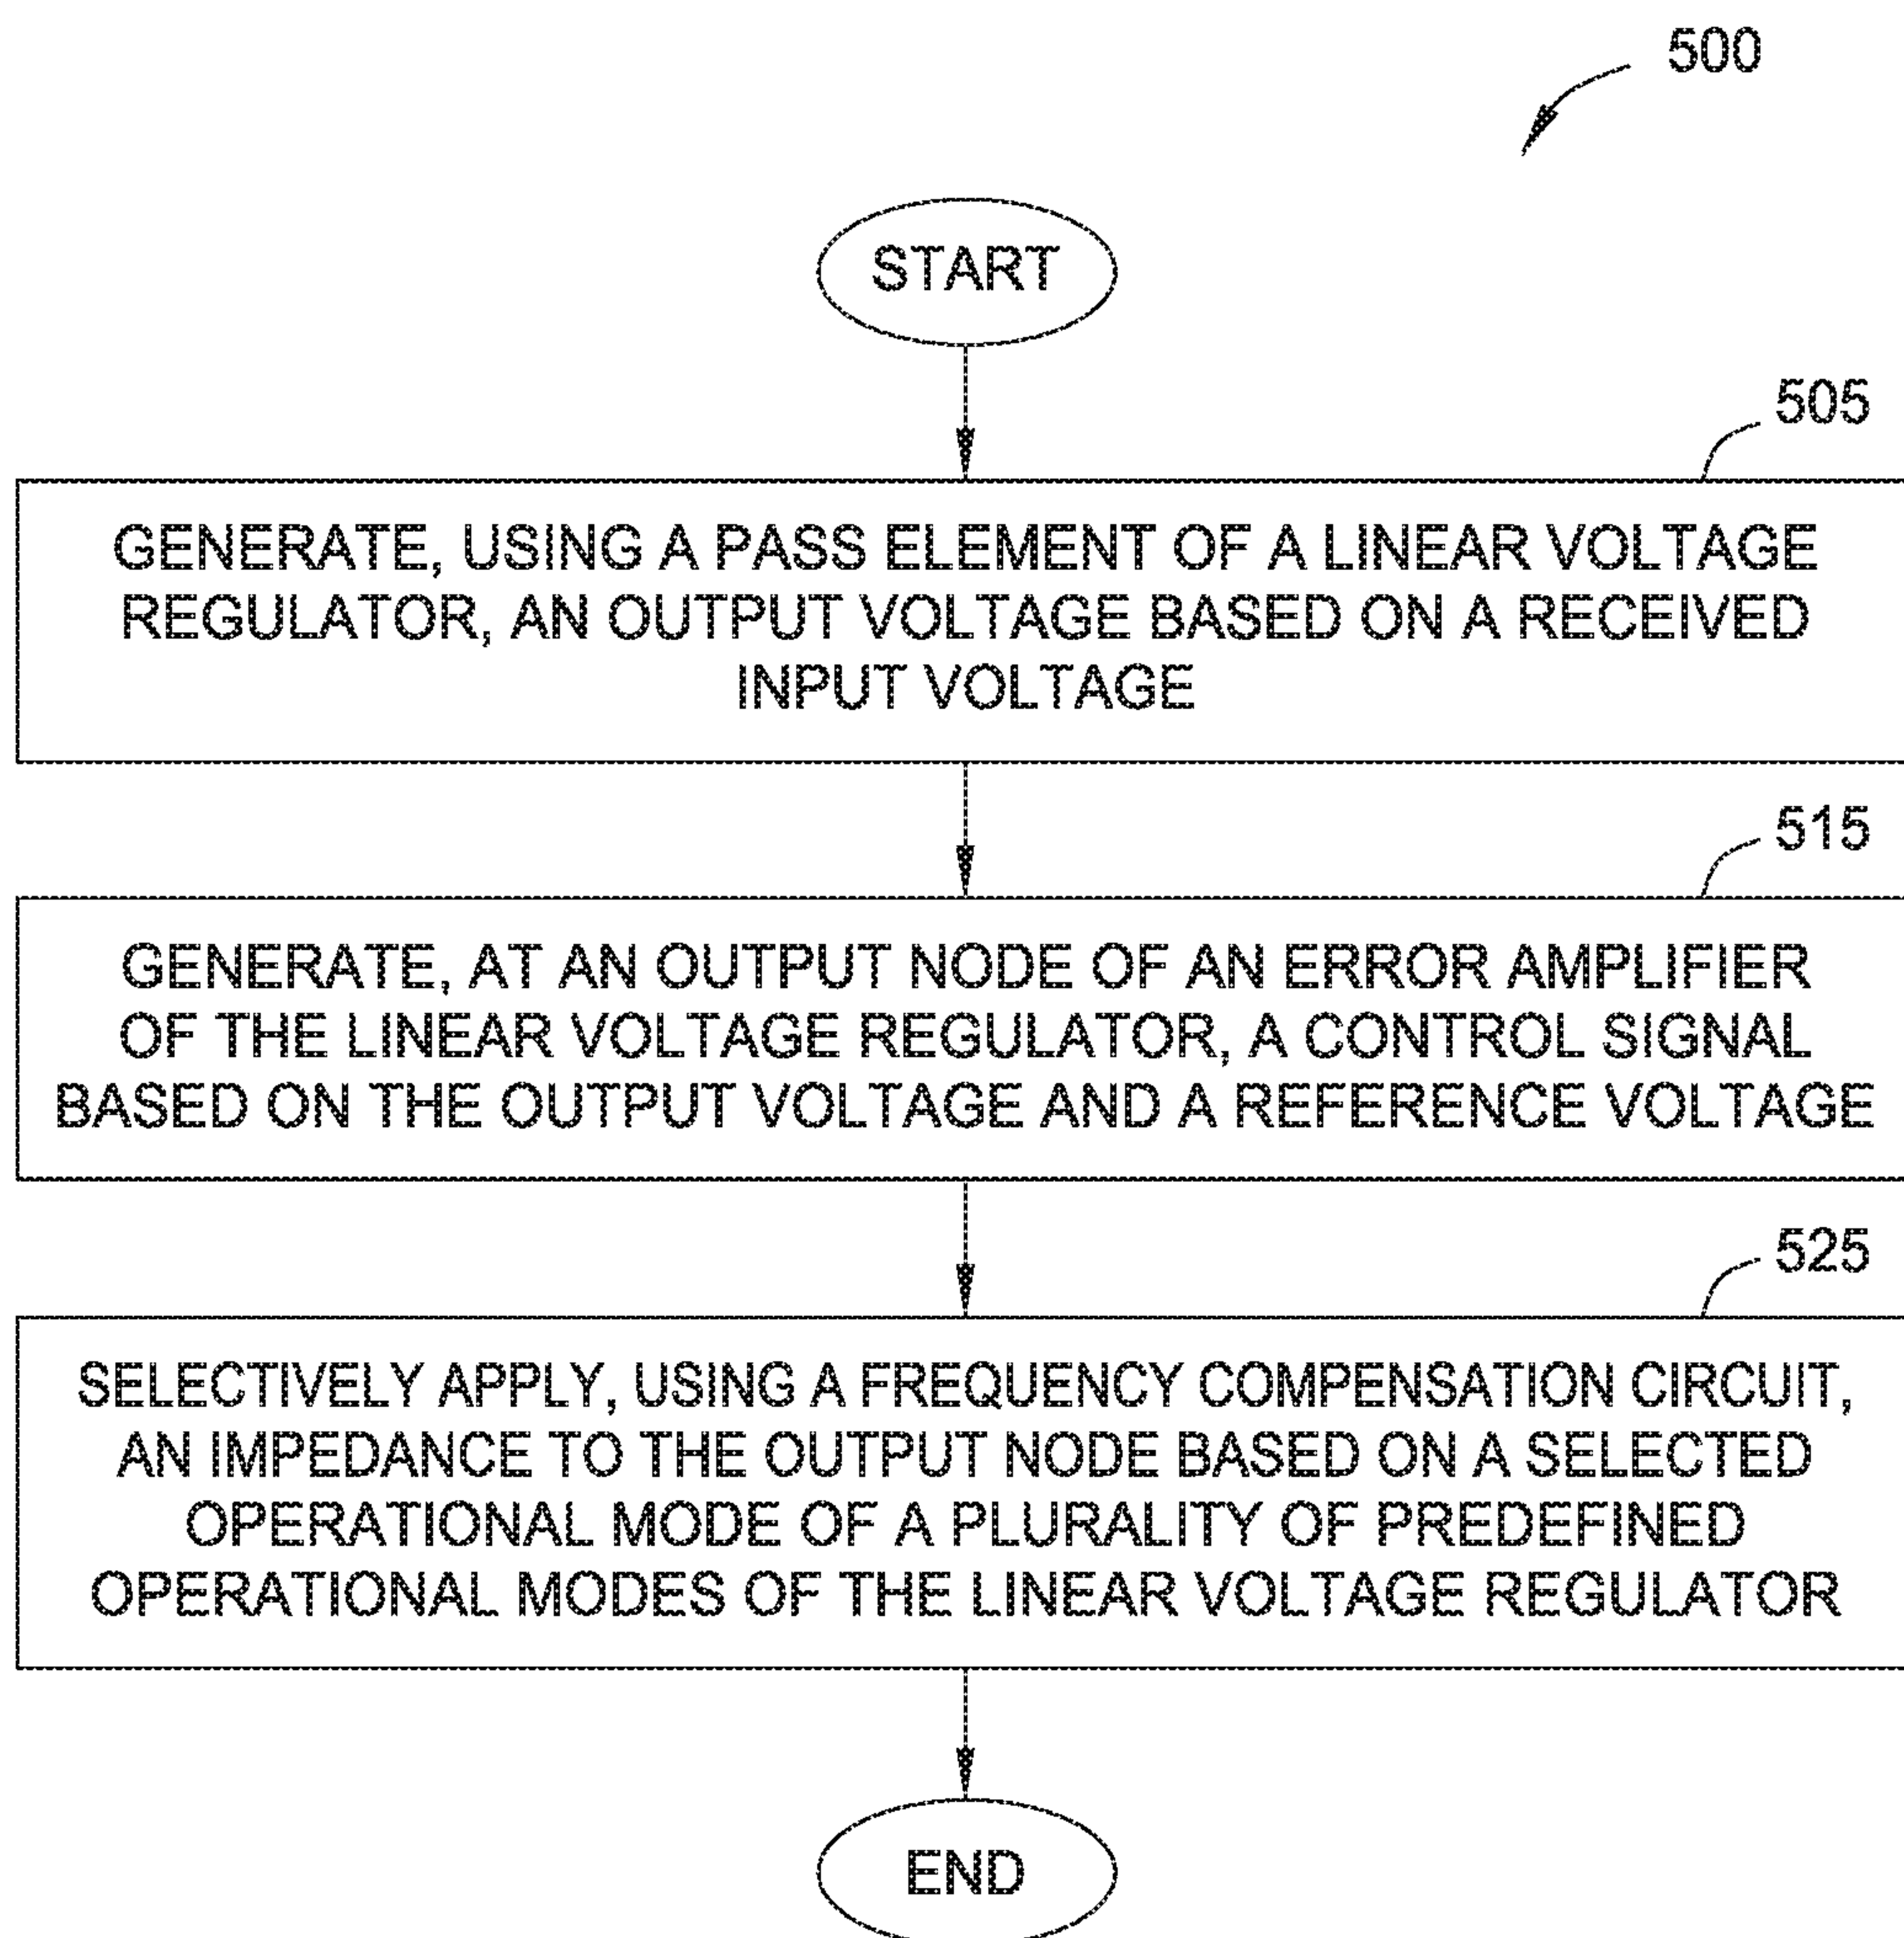 500
START
505
GENERATE, USING A PASS ELEMENT OF A LINEAR VOLTAGE
REGULATOR, AN OUTPUT VOLTAGE BASED ON A RECEIVED
INPUT VOLTAGE
515
GENERATE, AT AN OUTPUT NODE OF AN ERROR AMPLIFIER
OF THE LINEAR VOLTAGE REGULATOR, A CONTROL SIGNAL
BASED ON THE OUTPUT VOLTAGE AND A REFERENCE VOLTAGE
525
SELECTIVELY APPLY, USING A FREQUENCY COMPENSATION CIRCUIT,
AN IMPEDANCE TO THE OUTPUT NODE BASED ON A SELECTED
OPERATIONAL MODE OF A PLURALITY OF PREDEFINED
OPERATIONAL MODES OF THE LINEAR VOLTAGE REGULATOR
END